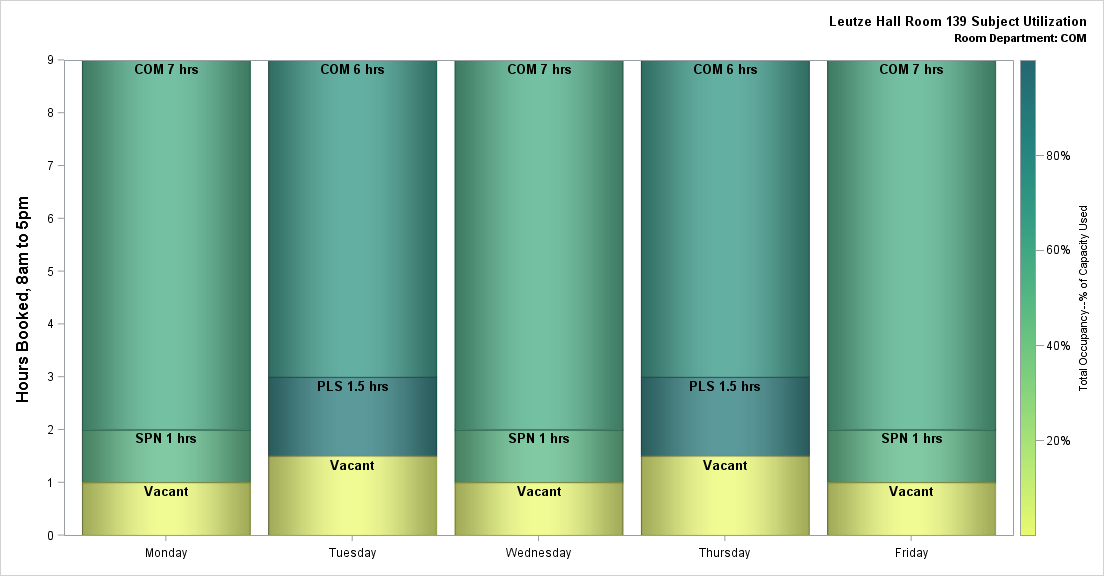 Leutze Hall Room 139 Subject Utilization
Room Department: COM
Hours Booked, 8am to 5pm
9
8
7
6
5
4
3
2
1
0
COM 7 hrs
SPN 1 hrs
Vacant
COM 6 hrs
PLS 1.5 hrs
Vacant
COM 7 hrs
SPN 1 hrs
Vacant
COM 6 hrs
PLS 1.5 hrs
Vacant
COM 7 hrs
SPN 1 hrs
Vacant
Monday
Tuesday
Wednesday
Thursday
Friday
80%
60%
40%
20%
Total Occupancy--% of Capacity Used